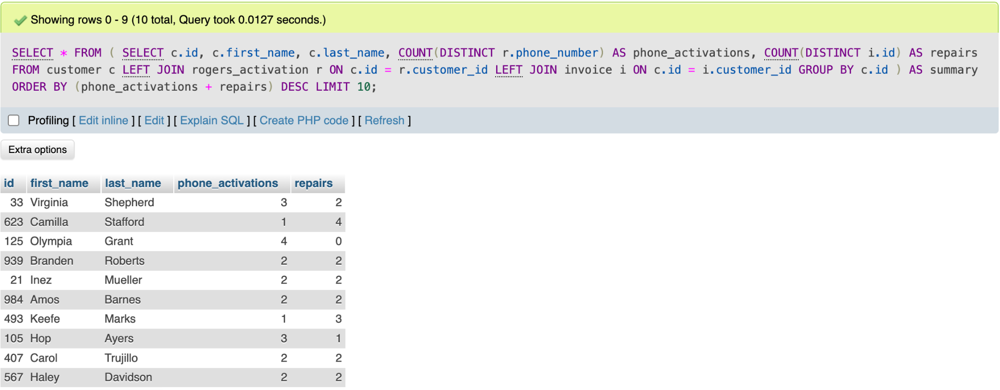 Showing rows 0 - 9 (10 total, Query took 0.0127 seconds.)
SELECT * FROM ( SELECT c.id, c.first_name, c.last_name, COUNT(DISTINCT r.phone_number) AS phone_activations, COUNT(DISTINCT i.id) AS repairs
FROM customer c LEFT JOIN rogers_activation r ON c.id = r.customer_id LEFT JOIN invoice i ON c.id = i.customer_id GROUP BY c.id ) AS summary
ORDER BY (phone_activations + repairs) DESC LIMIT 10;
Profiling [ Edit inline ] [ Edit ] [ Explain SQL ] [ Create PHP code ] [ Refresh ]
Extra options
id first_name last_name phone_activations repairs
33 Virginia Shepherd 3 2
623 Camilla Stafford 1 4
125 Olympia Grant 4 0
939 Branden Roberts 2 2
21 Inez Mueller 2 2
984 Amos Barnes 2 2
493 Keefe Marks 1 3
105 Hop Ayers 3 1
407 Carol Trujillo 2 2
567 Haley Davidson 2 2